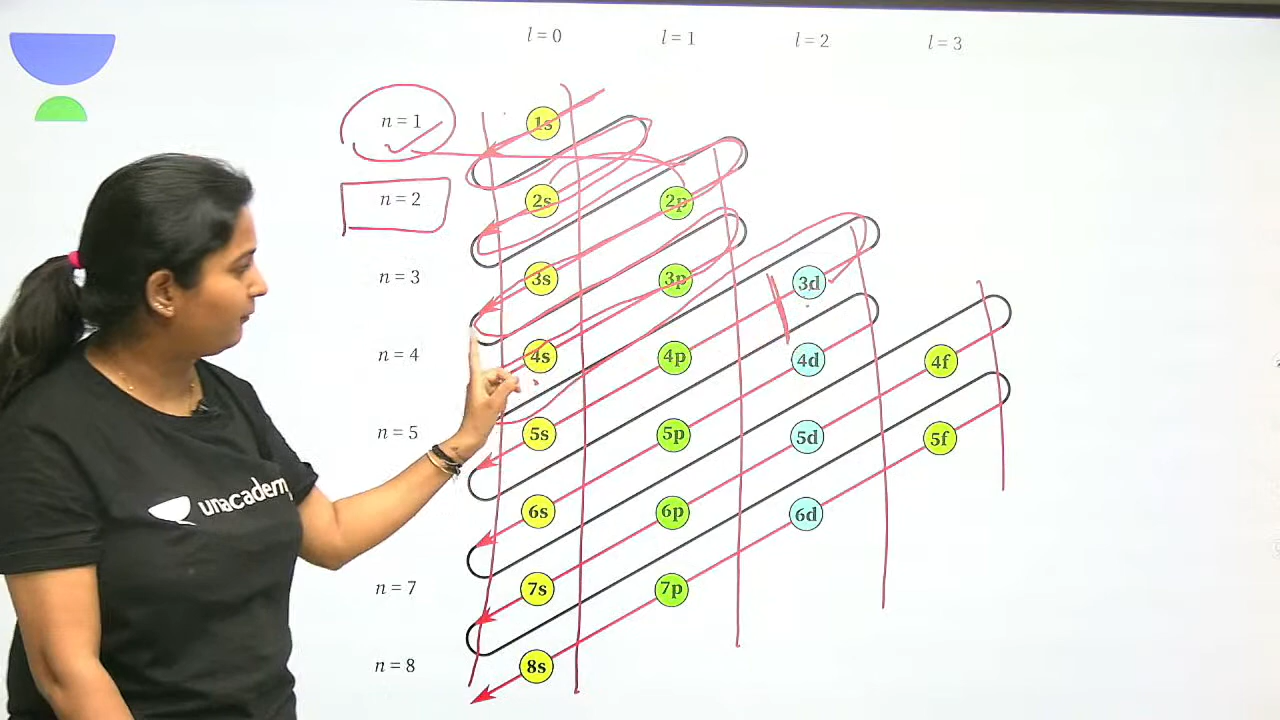 l = 0 l = 1 l = 2 l = 3
n = 1 1s
n = 2 2s 2p
n = 3 3s 3p 3d
n = 4 4s 4p 4d 4f
n = 5 5s 5p 5d 5f
6s 6p 6d
n = 7 7s 7p
n = 8 8s
unacademy